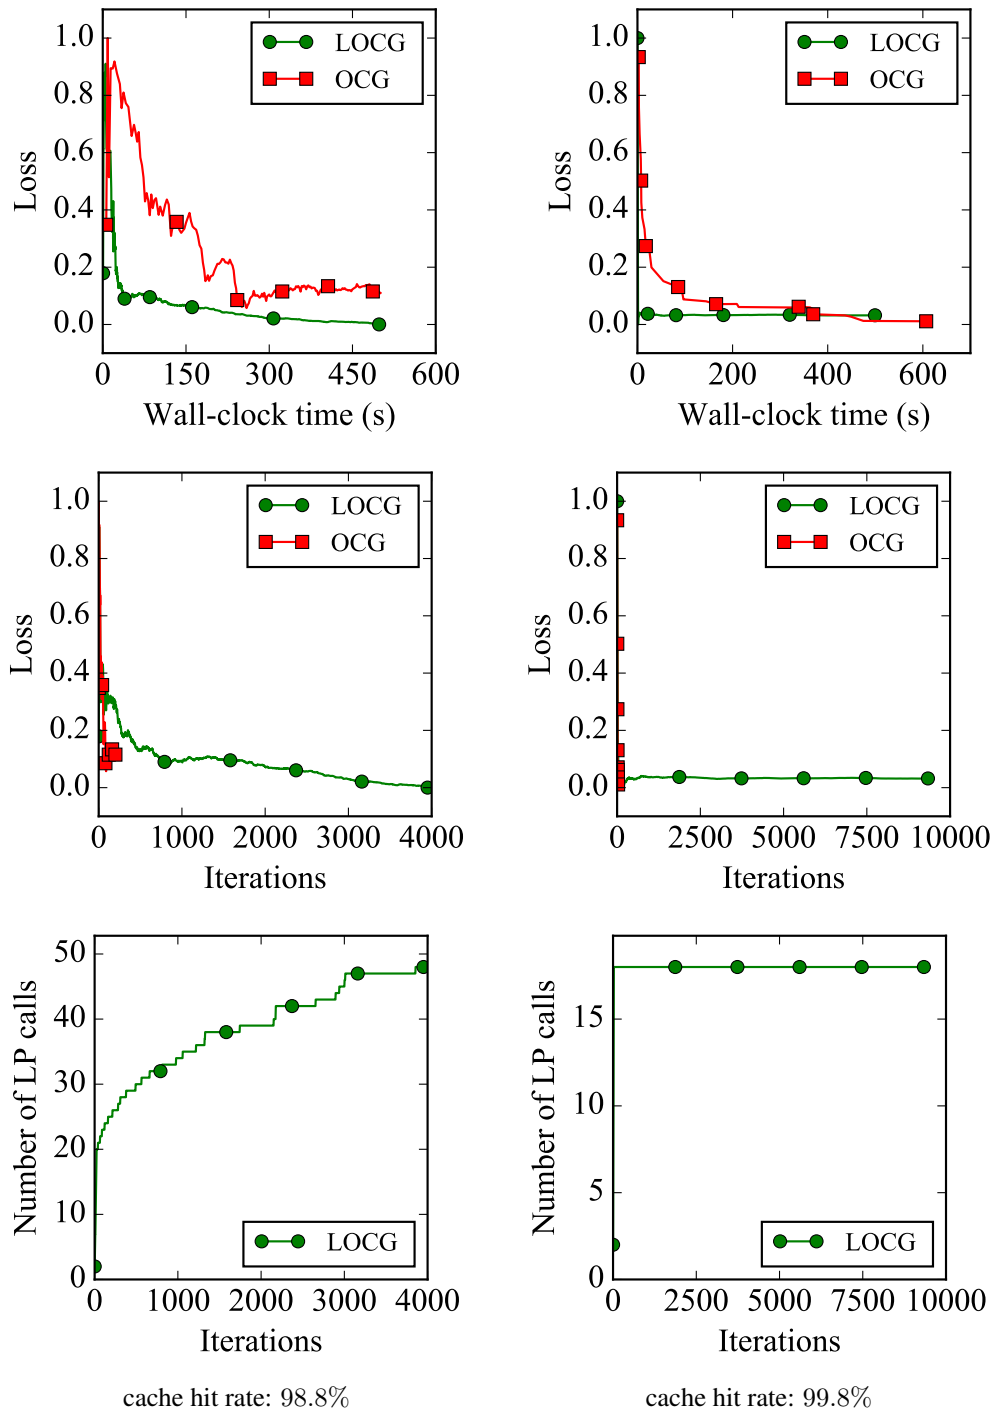 1.0
0.8
0.6
0.4
0.2
0.0
Loss
LOCG
OCG
0 150 300 450 600
Wall-clock time (s)
1.0
0.8
0.6
0.4
0.2
0.0
Loss
LOCG
OCG
0 200 400 600
Wall-clock time (s)
1.0
0.8
0.6
0.4
0.2
0.0
Loss
LOCG
OCG
0 1000 2000 3000 4000
Iterations
1.0
0.8
0.6
0.4
0.2
0.0
Loss
LOCG
OCG
0 2500 5000 7500 10000
Iterations
50
40
30
20
10
0
Number of LP calls
LOCG
0 1000 2000 3000 4000
Iterations
15
10
5
0
Number of LP calls
LOCG
0 2500 5000 7500 10000
Iterations
cache hit rate: 98.8%
cache hit rate: 99.8%